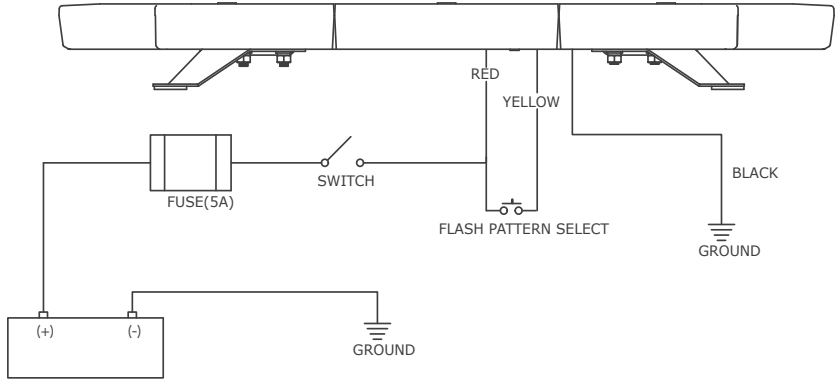 RED
YELLOW
BLACK
SWITCH
FUSE(5A)
FLASH PATTERN SELECT
GROUND
(+)
(-)
GROUND